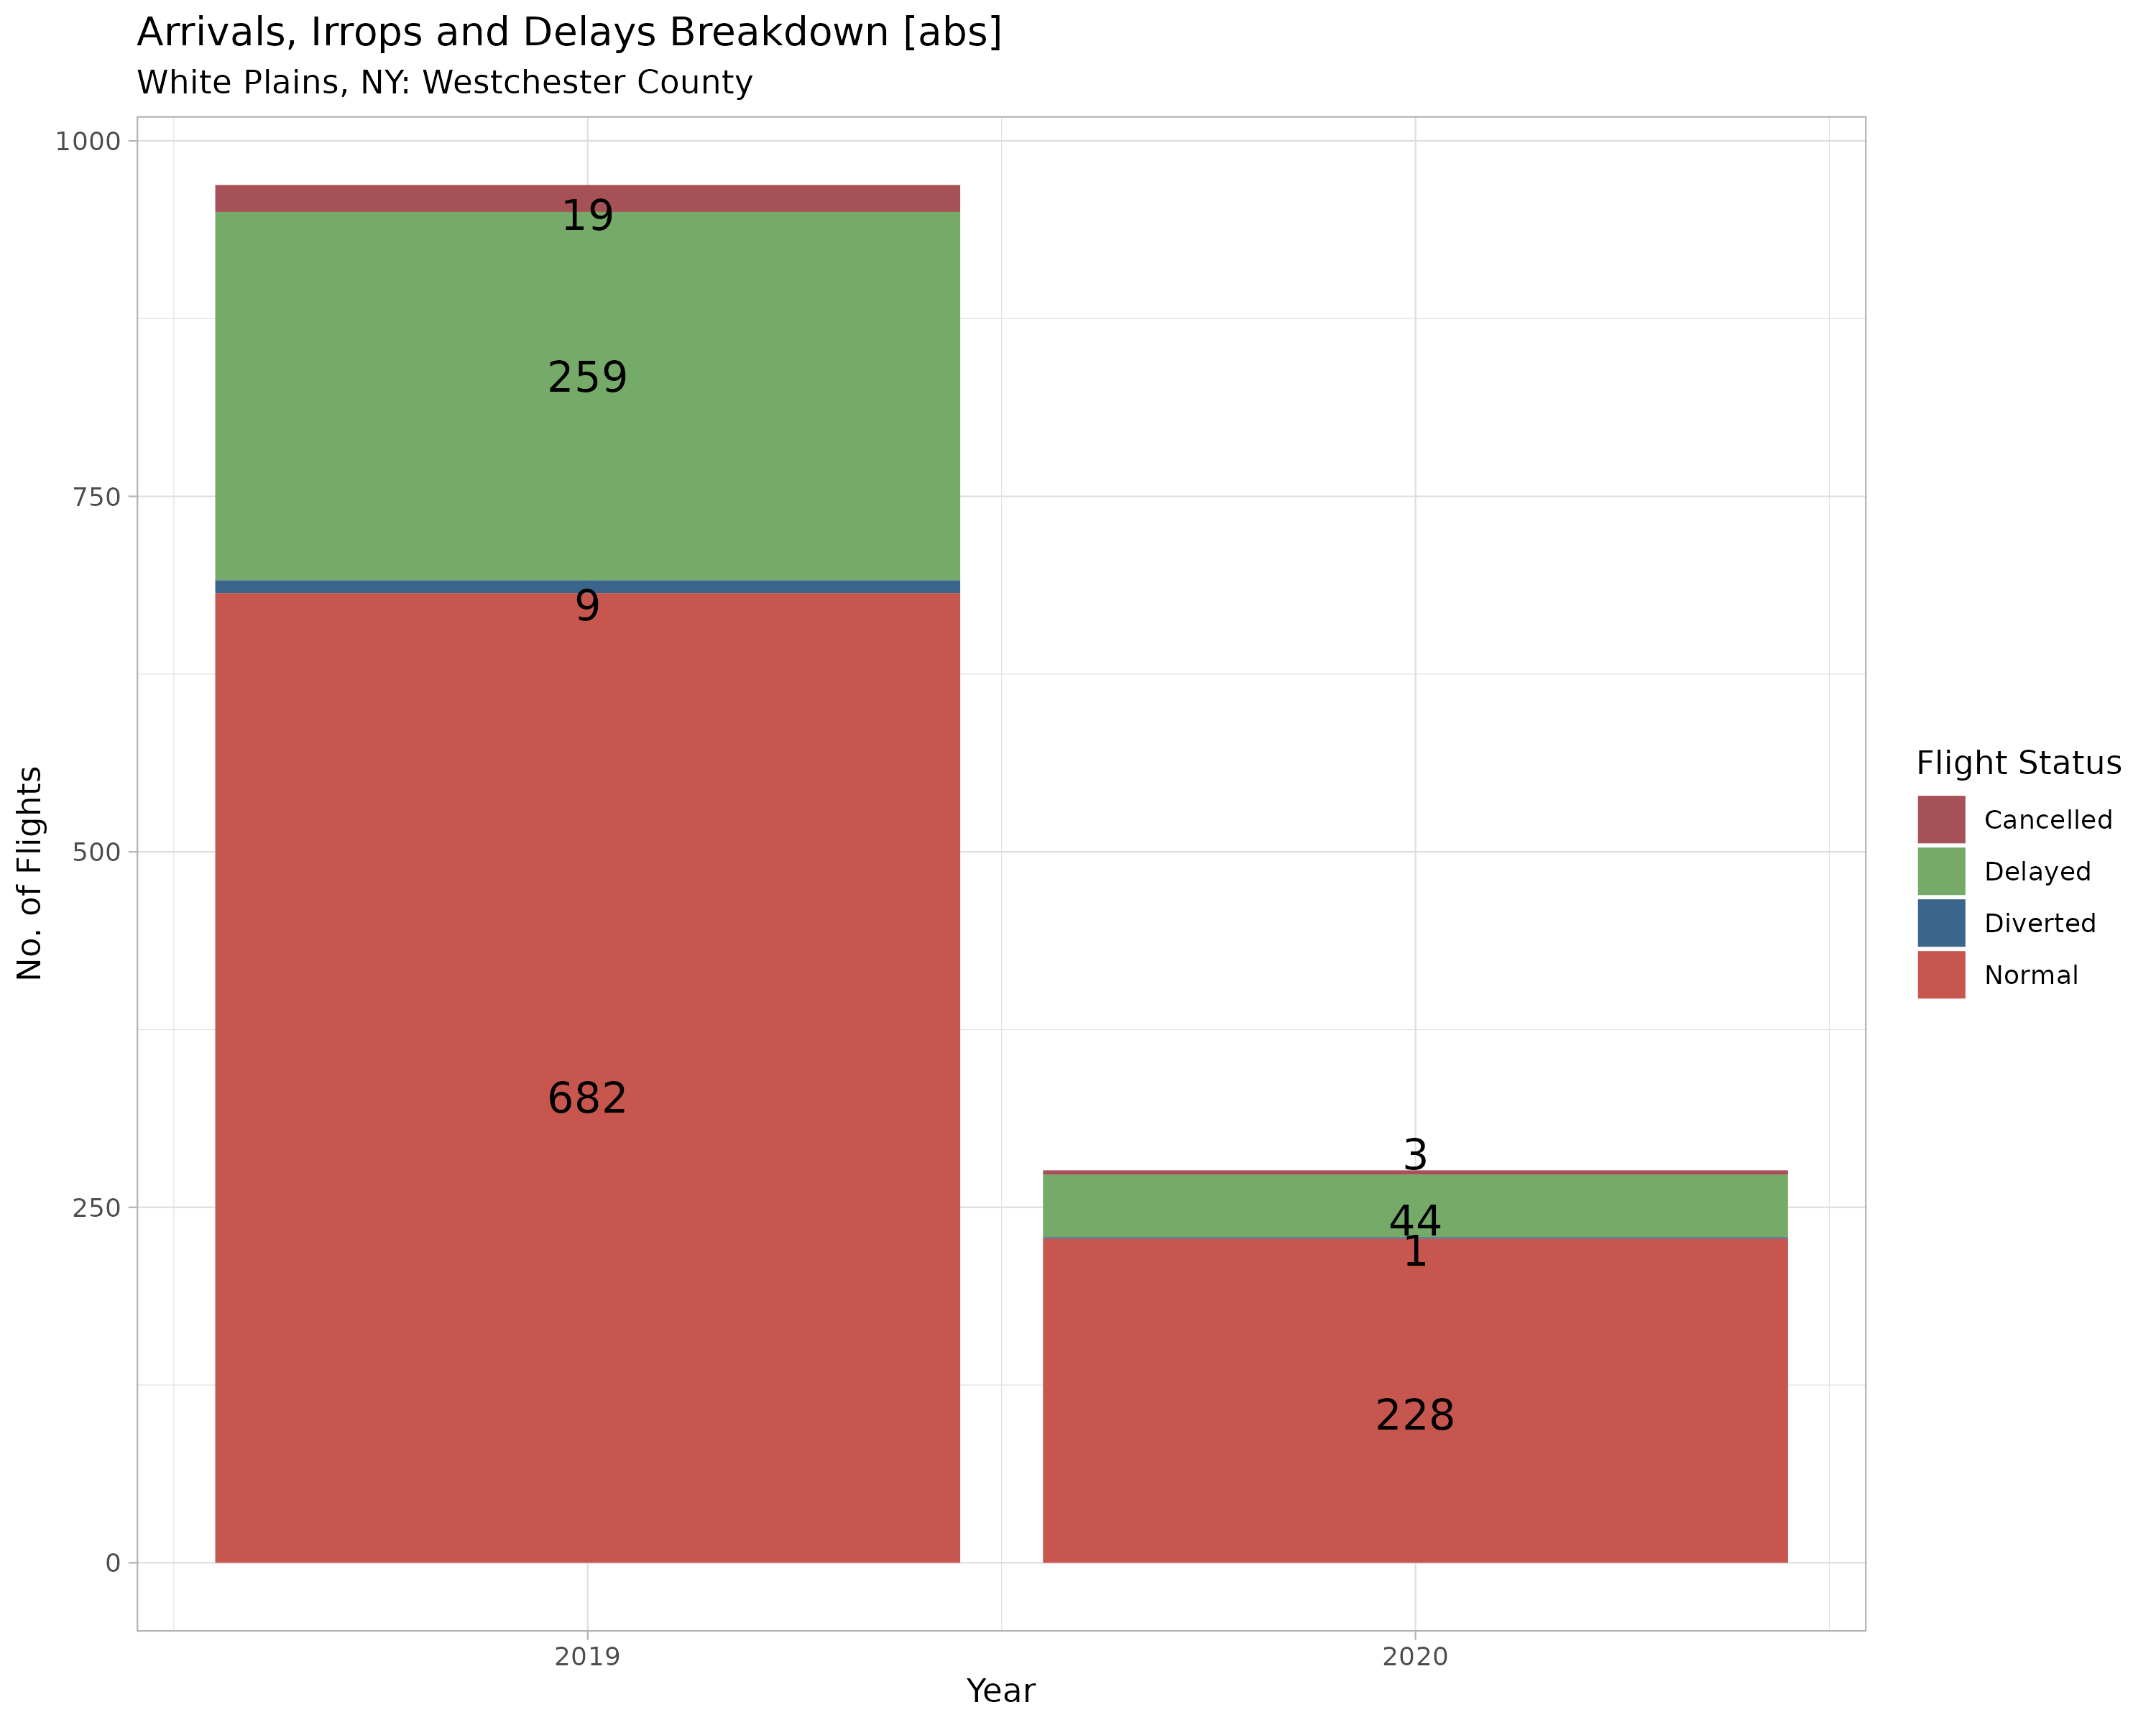 Arrivals, Irrops and Delays Breakdown [abs]
White Plains, NY: Westchester County
No. of Flights
1000
750
500
250
0
19
259
9
682
3
44
1
228
2019
2020
Year
Flight Status
Cancelled
Delayed
Diverted
Normal